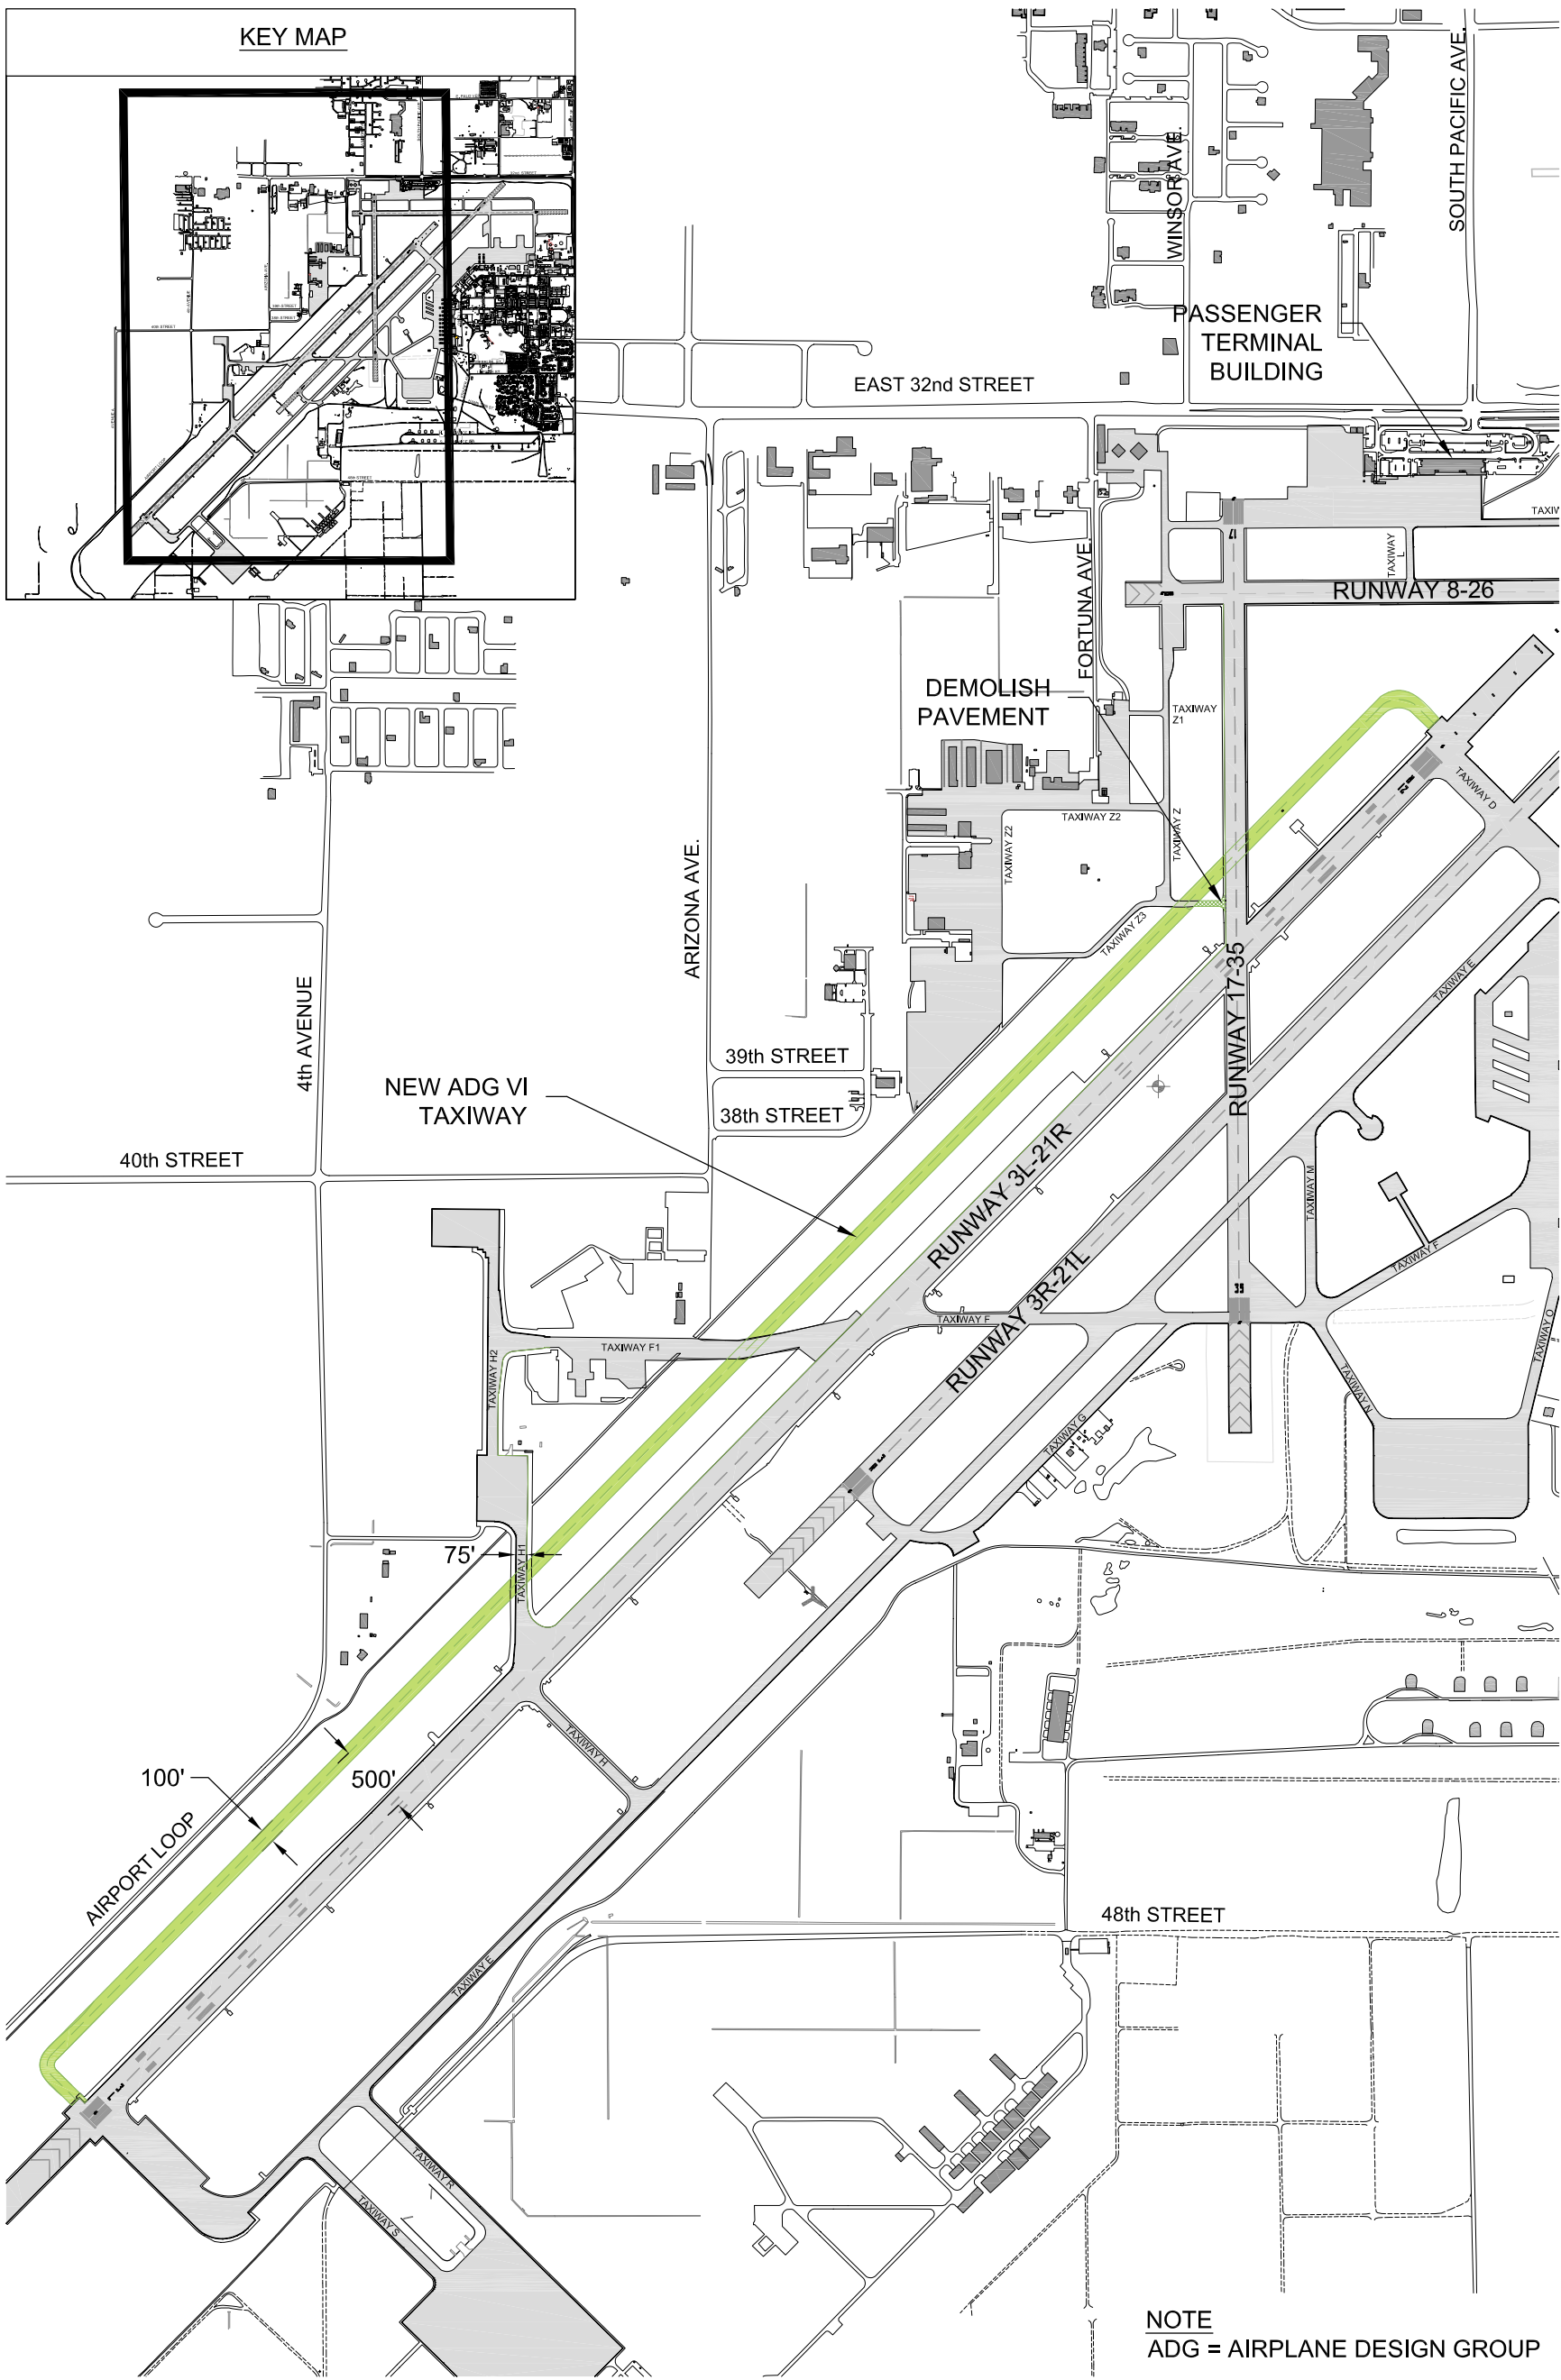 KEY MAP
SOUTH PACIFIC AVE.
WINSOR AVE.
PASSENGER
TERMINAL
BUILDING
EAST 32nd STREET
17
TAXIWAY
L
RUNWAY 8-26
FORTUNA AVE.
DEMOLISH
PAVEMENT
TAXIWAY
Z1
TAXIWAY D
TAXIWAY Z2
TAXIWAY Z
TAXIWAY Z2
ARIZONA AVE.
TAXIWAY Z3
TAXIWAY E
4th AVENUE
RUNWAY 17-35
39th STREET
NEW ADG VI
TAXIWAY
38th STREET
40th STREET
RUNWAY 3L-21R
TAXIWAY M
TAXIWAY F
RUNWAY 3R-21L
35
TAXIWAY F
TAXIWAY F1
TAXIWAY O
TAXIWAY H2
TAXIWAY N
TAXIWAY G
75'
TAXIWAY H1
TAXIWAY H
100'
500'
AIRPORT LOOP
48th STREET
TAXIWAY E
TAXIWAY R
TAXIWAY S
NOTE
ADG = AIRPLANE DESIGN GROUP